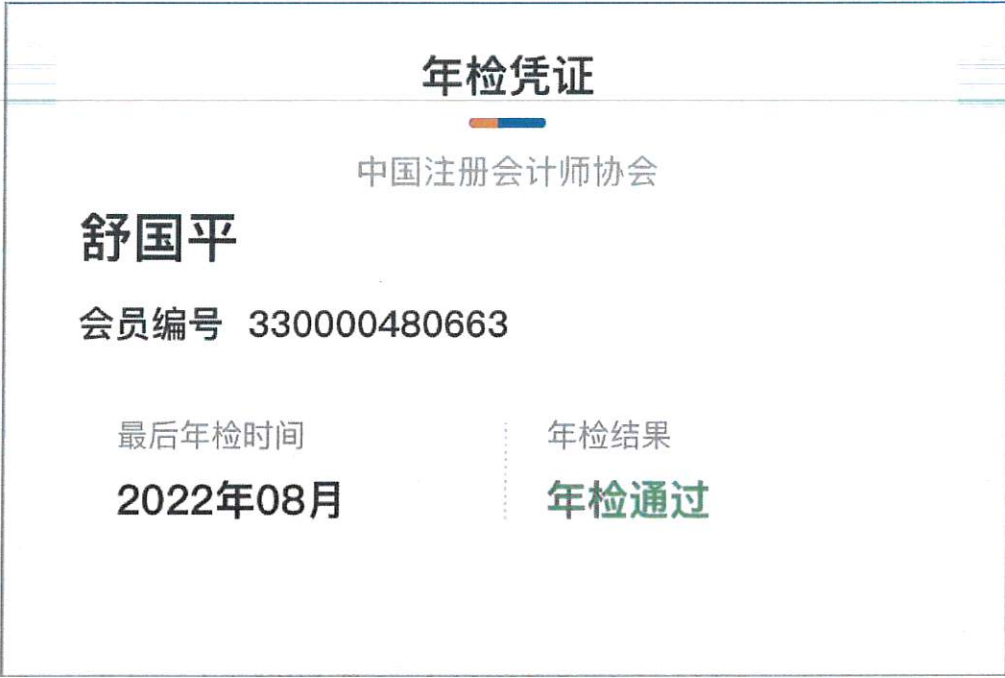 年检凭证
中国注册会计师协会
舒国平
会员编号 330000480663
最后年检时间 年检结果
2022年08月 年检通过